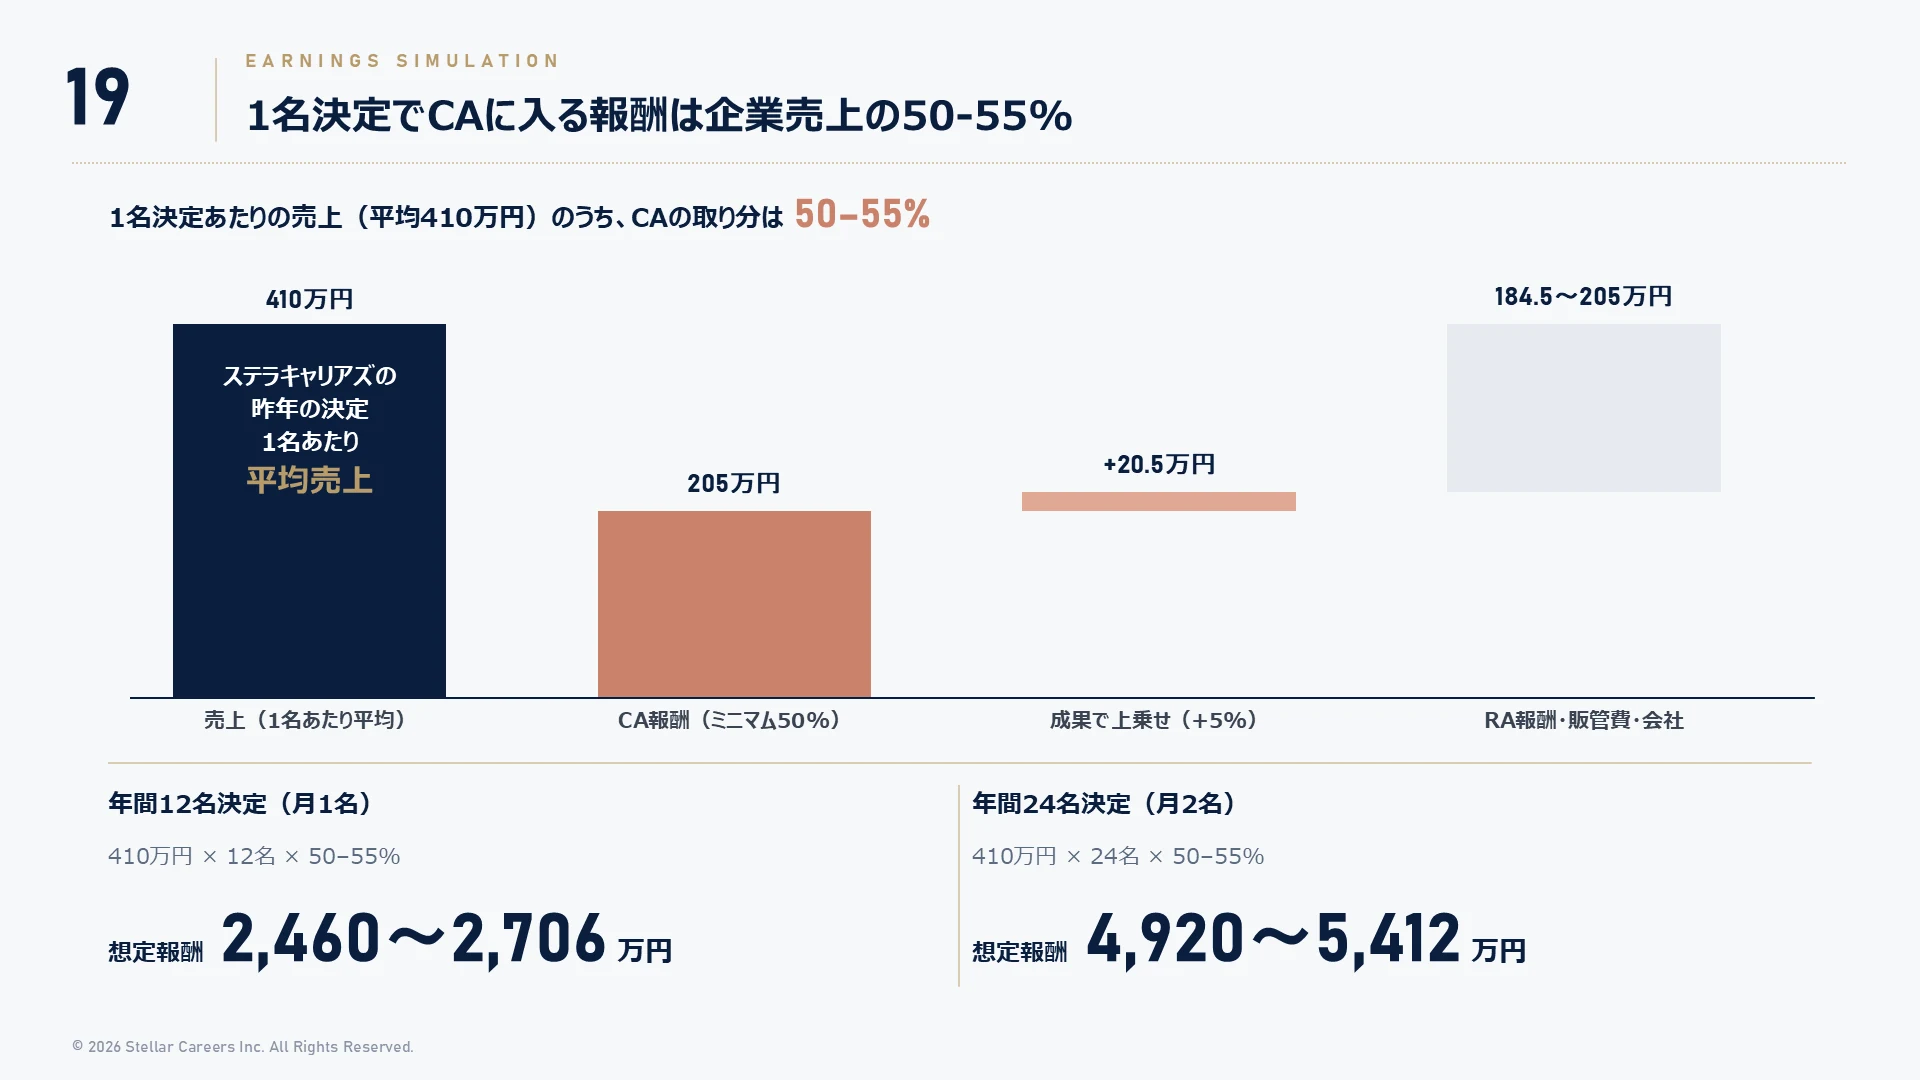 19
EARNINGS SIMULATION
1名決定でCAに入る報酬は企業売上の50-55%
1名決定あたりの売上（平均410万円）のうち、CAの取り分は 50–55%
410万円
ステラキャリアズの
昨年の決定
1名あたり
平均売上
205万円
+20.5万円
184.5〜205万円
売上（1名あたり平均）
CA報酬（ミニマム50%）
成果で上乗せ（+5%）
RA報酬・販管費・会社
年間12名決定（月1名）
410万円 × 12名 × 50–55%
想定報酬 2,460〜2,706 万円
年間24名決定（月2名）
410万円 × 24名 × 50–55%
想定報酬 4,920〜5,412 万円
© 2026 Stellar Careers Inc. All Rights Reserved.